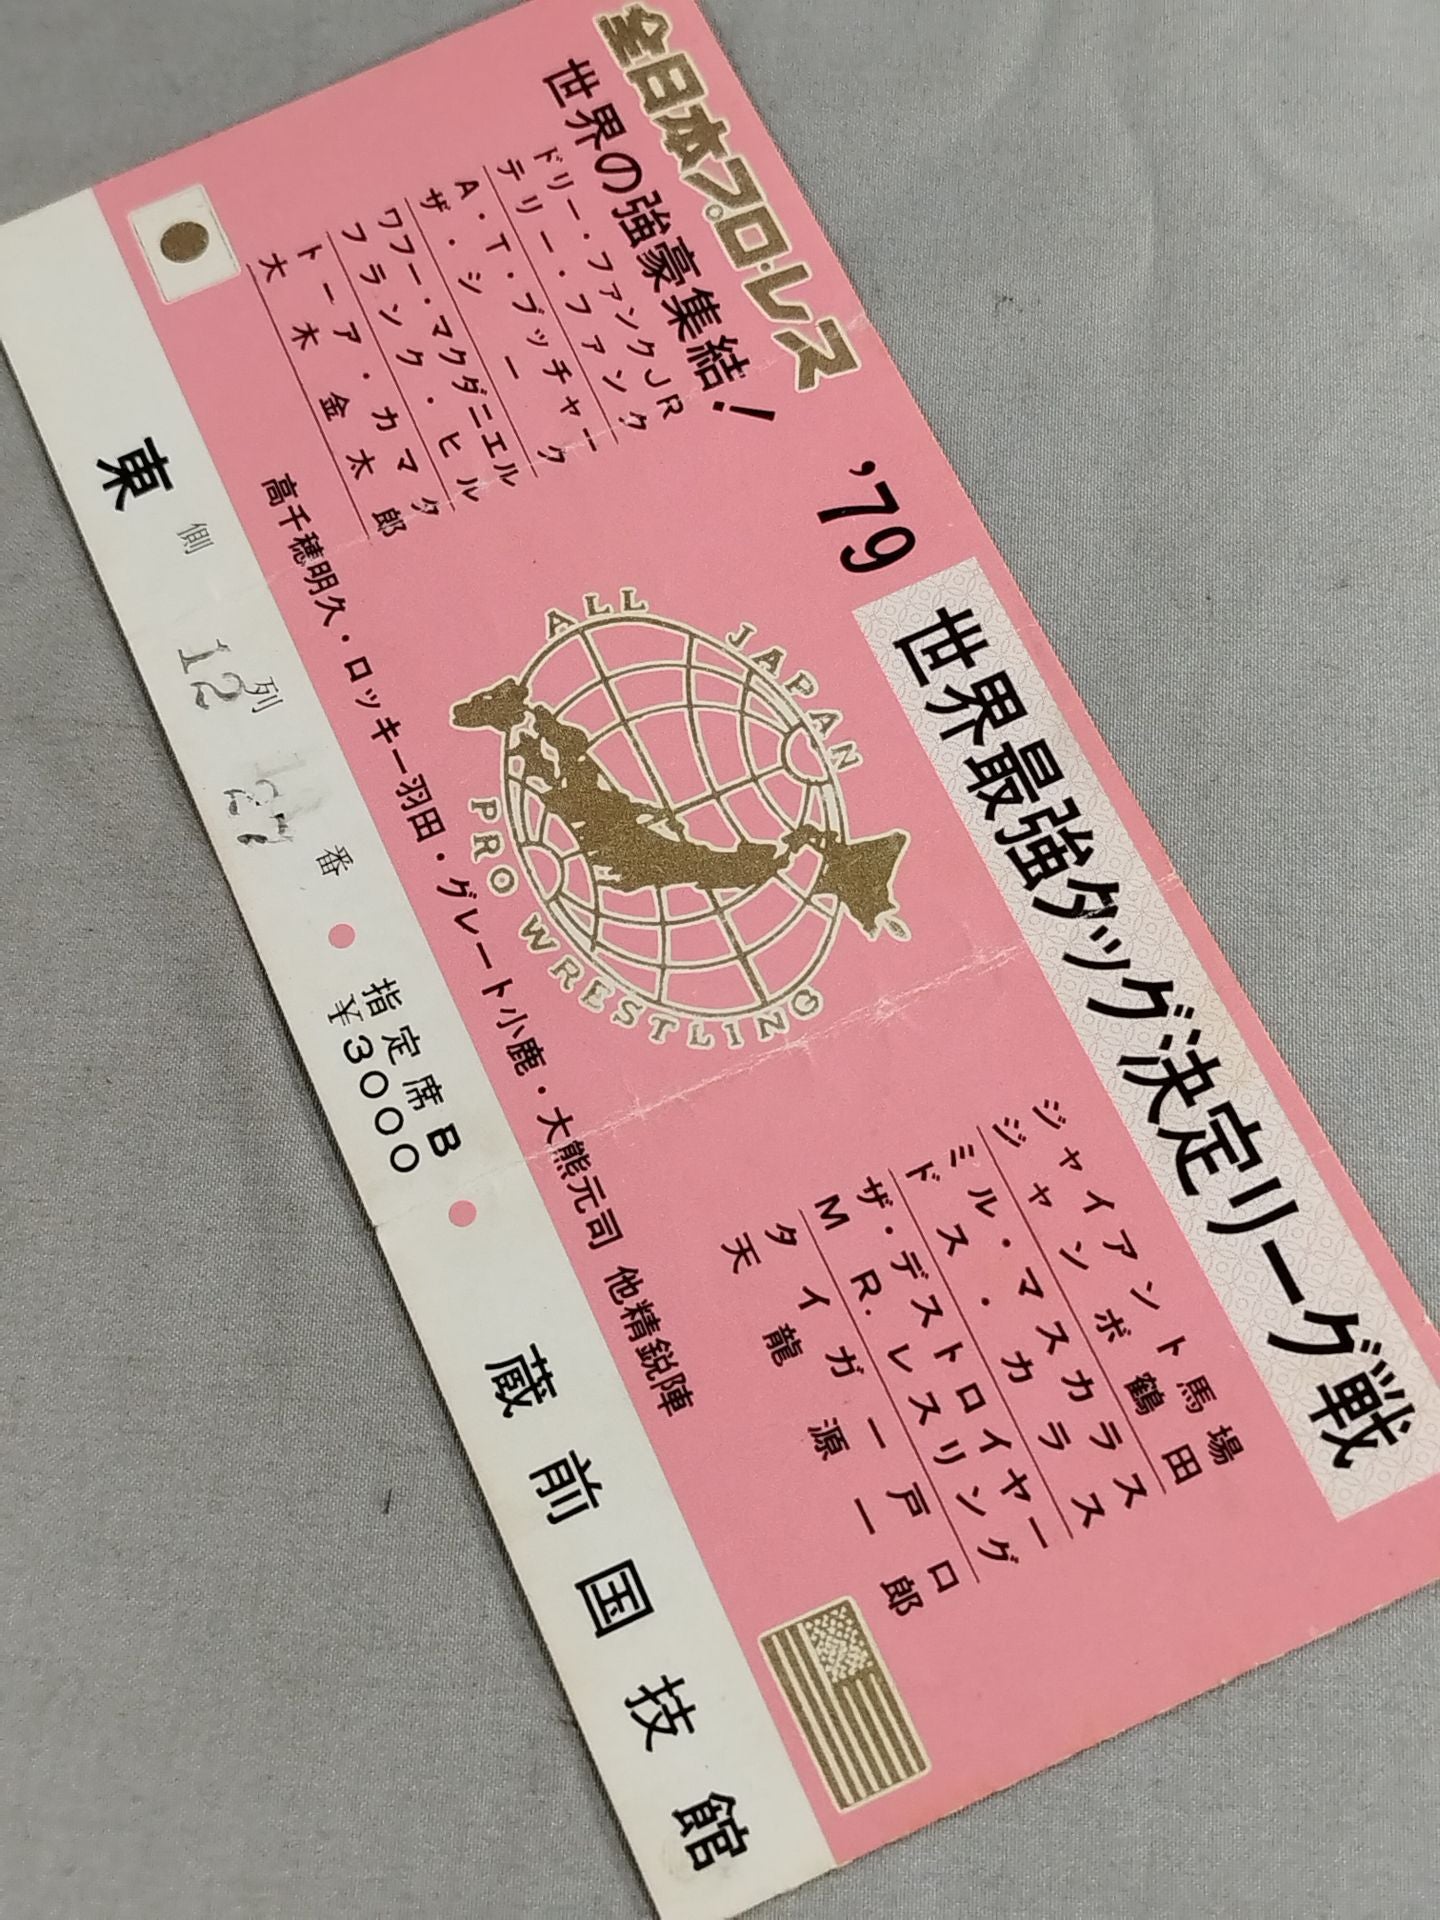 全日本プロ・レス
世界の強豪集結！
'79
世界最強タッグ決定リーグ戦
ドリー・ファンクJR
テリー・ファンク
A・T・ブッチャー
ザ・シーク
ワフー・マクダニエル
フランク・ヒル
トーア・カマタ
大木金太郎
ALL JAPAN
PRO WRESTLING
ジャイアント馬場
ジャンボ鶴田
ミル・マスカラス
ドス・カラス
ザ・デストロイヤー
MR.レスリング
タイガー戸口
天龍源一郎
高千穂明久・ロッキー羽田・グレート小鹿・大熊元司 他精鋭陣
東側 12列 27番 ● 指定席B ¥3000 ● 蔵前国技館